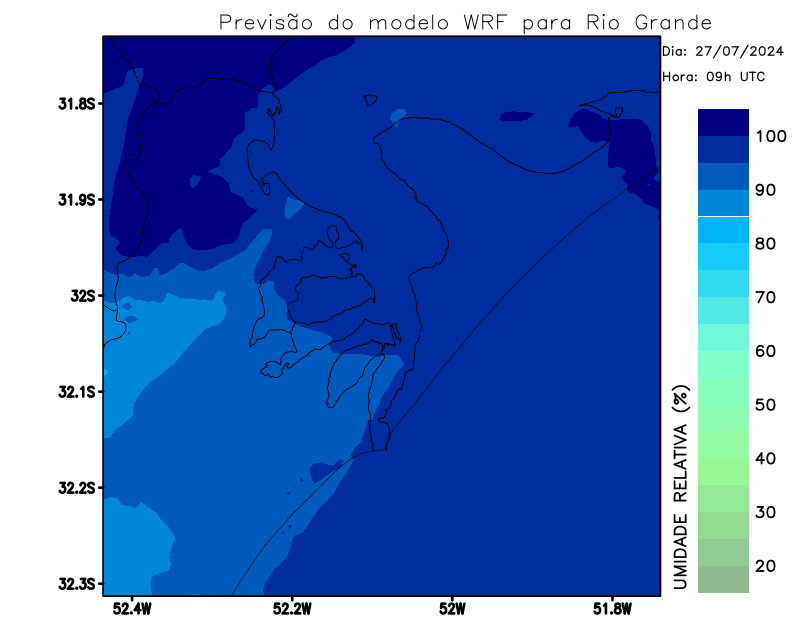 Previsão do modelo WRF para Rio Grande
Dia: 27/07/2024
Hora: 09h UTC
31.8S
31.9S
32S
32.1S
32.2S
32.3S
52.4W
52.2W
52W
51.8W
100
90
80
70
60
50
40
30
20
UMIDADE RELATIVA (%)